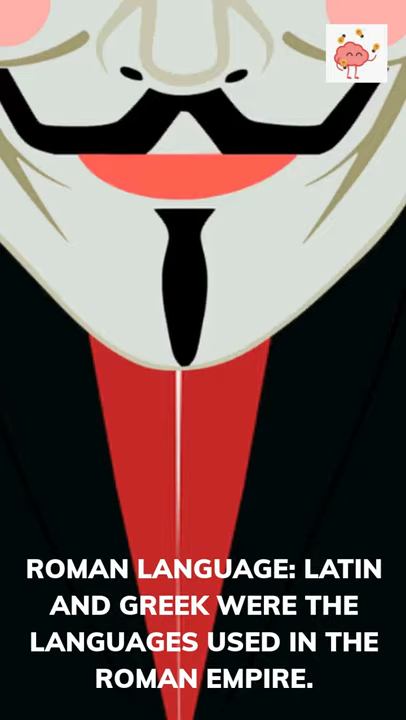 ROMAN LANGUAGE: LATIN
AND GREEK WERE THE
LANGUAGES USED IN THE
ROMAN EMPIRE.